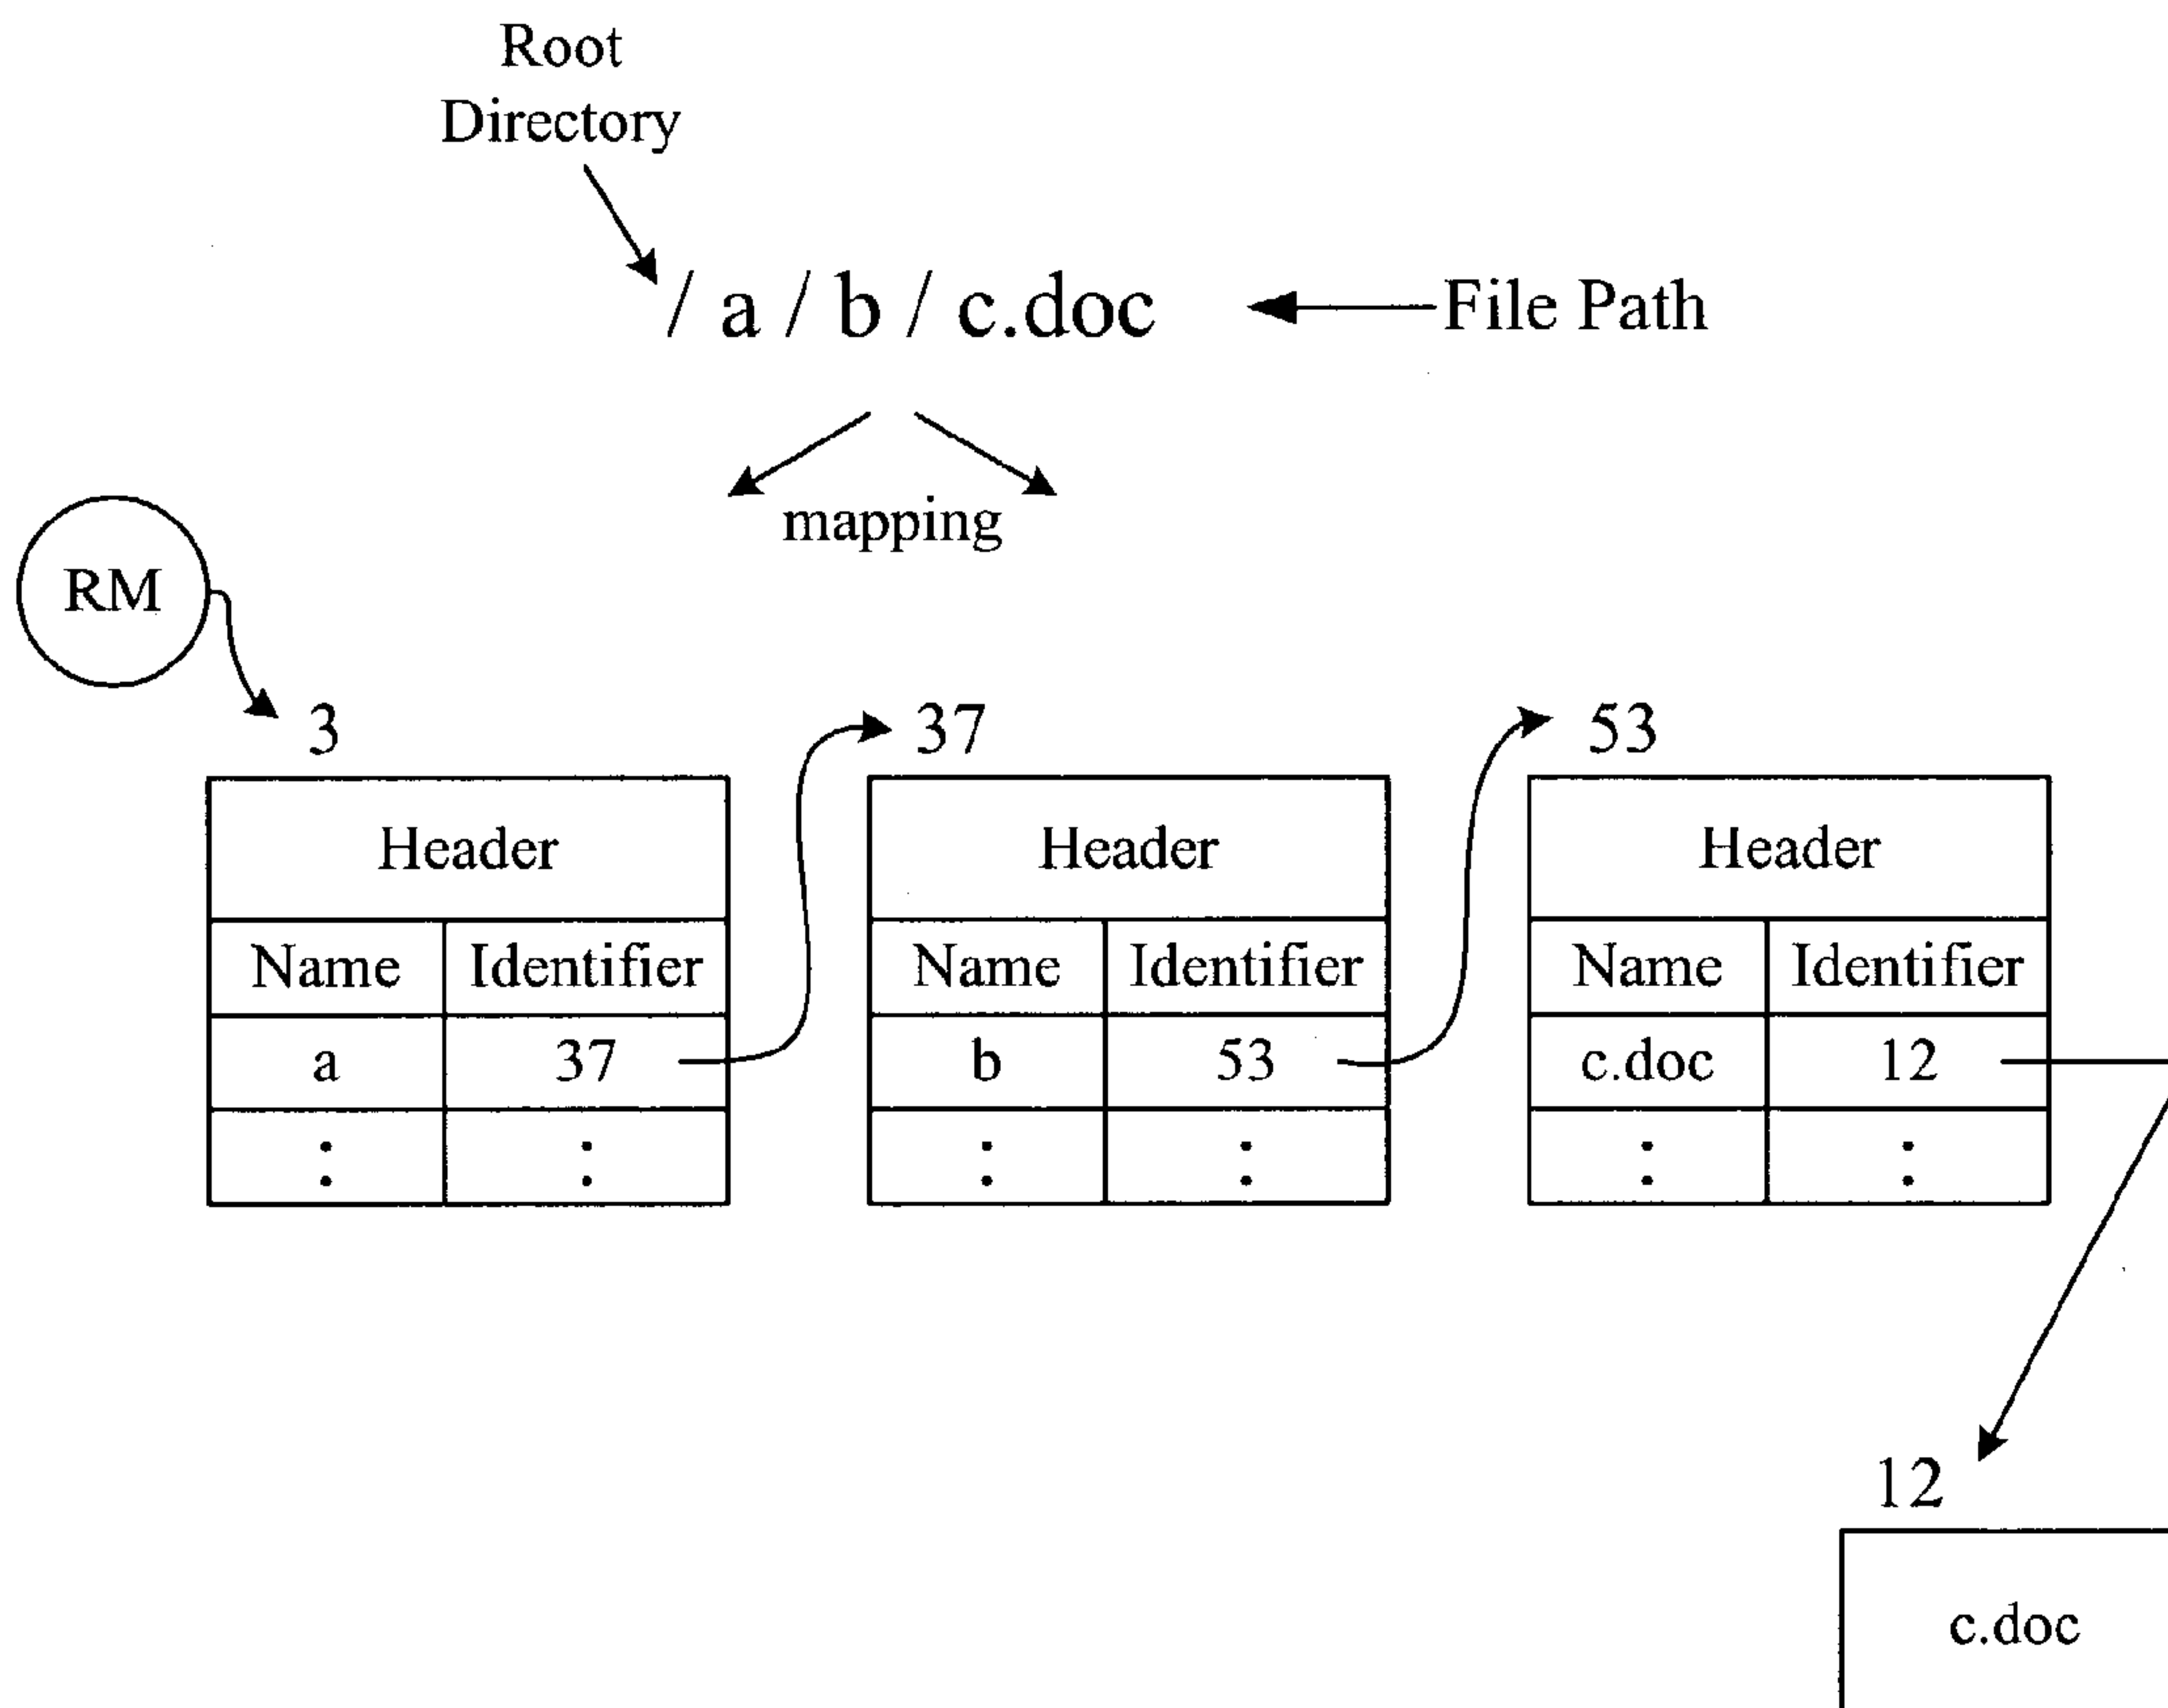 Root
Directory
/ a / b / c.doc
File Path
mapping
RM
3
37
53
Header
Header
Header
Name Identifier
Name Identifier
Name Identifier
a 37
b 53
c.doc 12
: :
: :
: :
12
c.doc